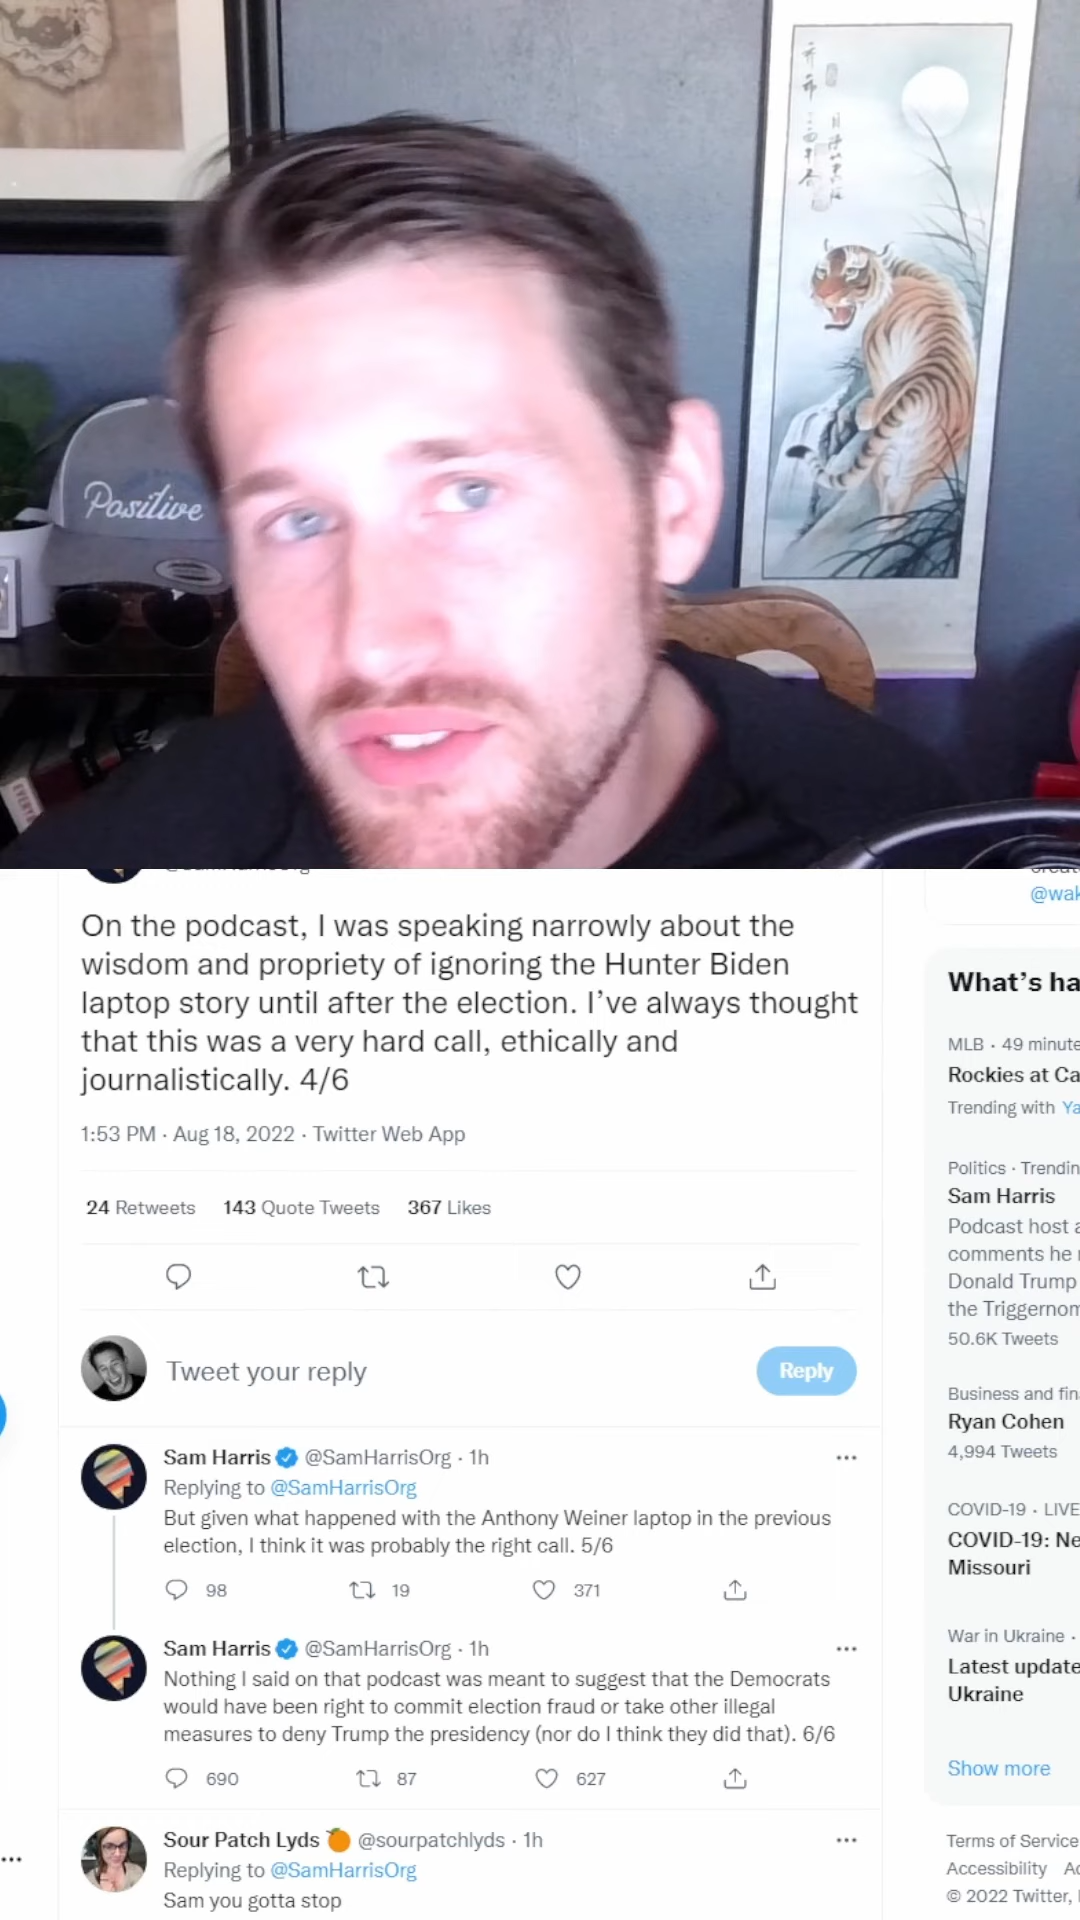 Positive
On the podcast, I was speaking narrowly about the
wisdom and propriety of ignoring the Hunter Biden
laptop story until after the election. I've always thought
that this was a very hard call, ethically and
journalistically. 4/6
1:53 PM · Aug 18, 2022 · Twitter Web App
24 Retweets 143 Quote Tweets 367 Likes
Tweet your reply
Reply
Sam Harris @SamHarrisOrg · 1h
Replying to @SamHarrisOrg
But given what happened with the Anthony Weiner laptop in the previous
election, I think it was probably the right call. 5/6
98 19 371
Sam Harris @SamHarrisOrg · 1h
Nothing I said on that podcast was meant to suggest that the Democrats
would have been right to commit election fraud or take other illegal
measures to deny Trump the presidency (nor do I think they did that). 6/6
690 87 627
Sour Patch Lyds 🍊 @sourpatchlyds · 1h
Replying to @SamHarrisOrg
Sam you gotta stop
@wak
What's ha
MLB · 49 minute
Rockies at Ca
Trending with Ya
Politics · Trendin
Sam Harris
Podcast host a
comments he
Donald Trump
the Triggernom
50.6K Tweets
Business and fin
Ryan Cohen
4,994 Tweets
COVID-19 · LIVE
COVID-19: Ne
Missouri
War in Ukraine ·
Latest update
Ukraine
Show more
Terms of Service
Accessibility
© 2022 Twitter,